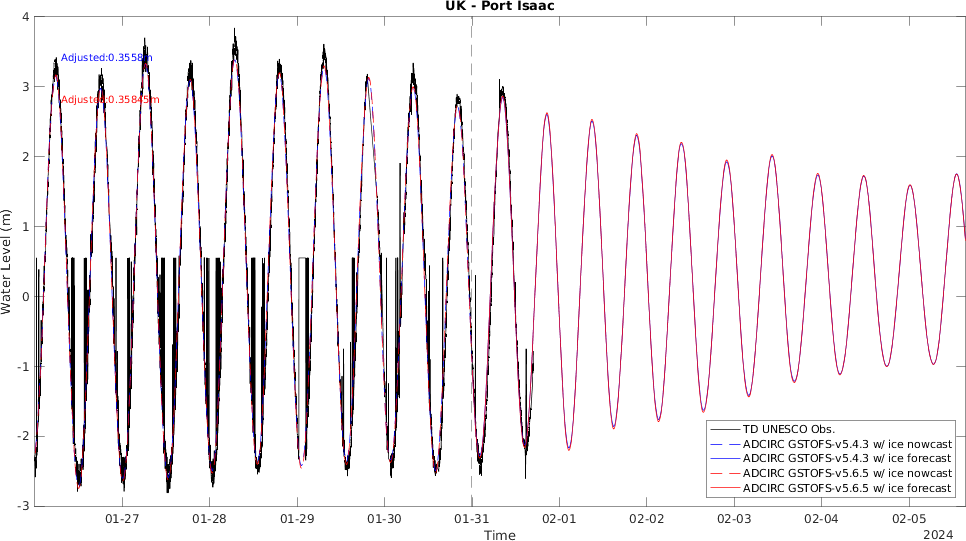 UK - Port Isaac
4
3
2
1
0
-1
-2
-3
Water Level (m)
Adjusted:0.3558m
Adjusted:0.35845m
01-27
01-28
01-29
01-30
01-31
02-01
02-02
02-03
02-04
02-05
Time
2024
TD UNESCO Obs.
ADCIRC GSTOFS-v5.4.3 w/ ice nowcast
ADCIRC GSTOFS-v5.4.3 w/ ice forecast
ADCIRC GSTOFS-v5.6.5 w/ ice nowcast
ADCIRC GSTOFS-v5.6.5 w/ ice forecast